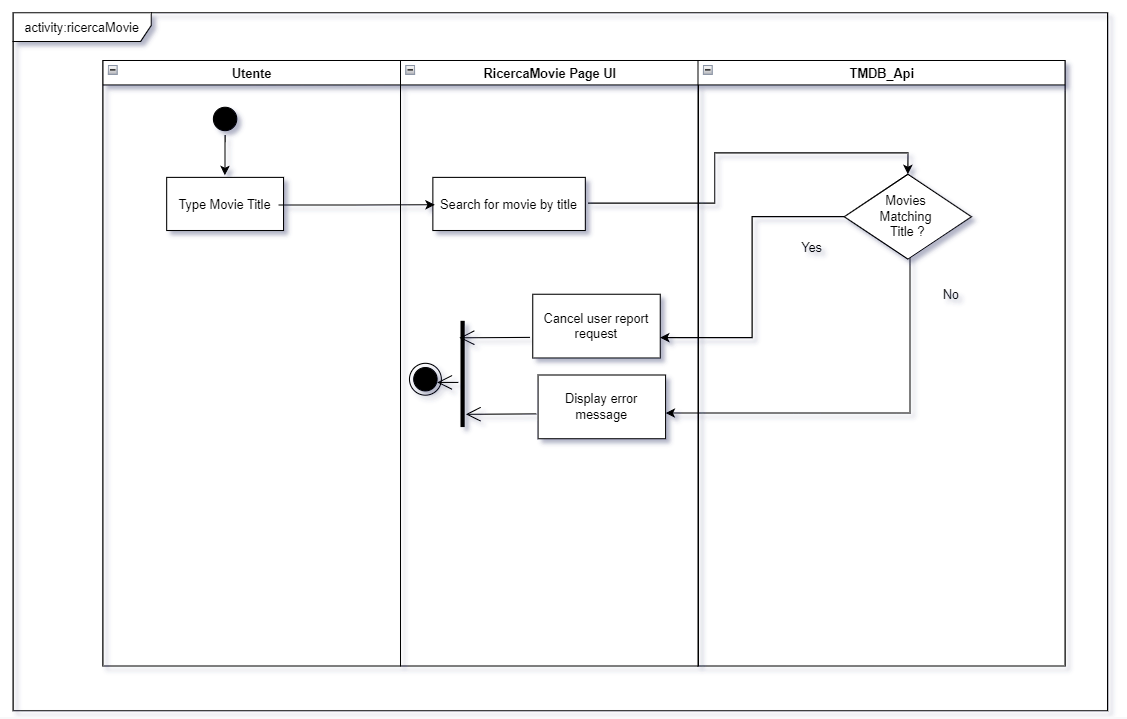 activity:ricercaMovie
Utente
RicercaMovie Page UI
TMDB_Api
Type Movie Title
Search for movie by title
Movies
Matching
Title ?
Yes
No
Cancel user report
request
Display error
message